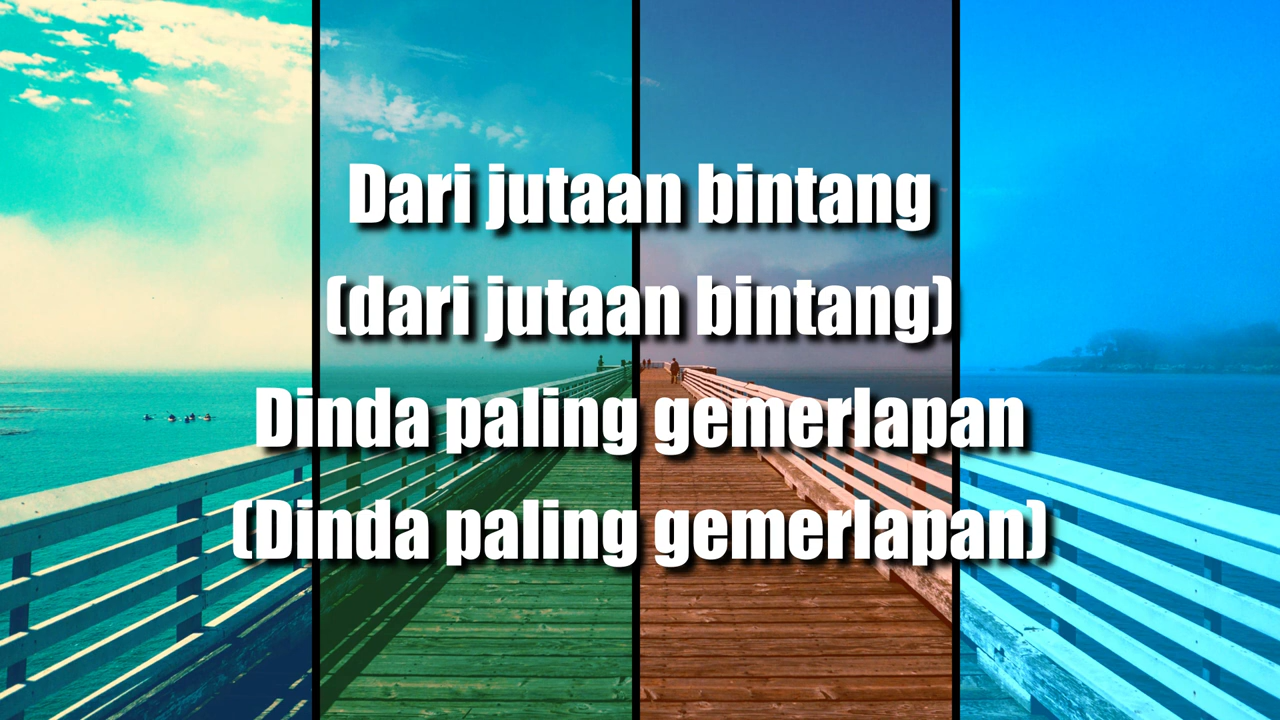 Dari jutaan bintang
(dari jutaan bintang)
Dinda paling gemerlapan
(Dinda paling gemerlapan)